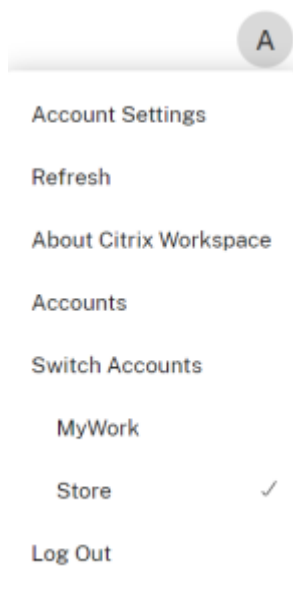 A
Account Settings
Refresh
About Citrix Workspace
Accounts
Switch Accounts
MyWork
Store
Log Out